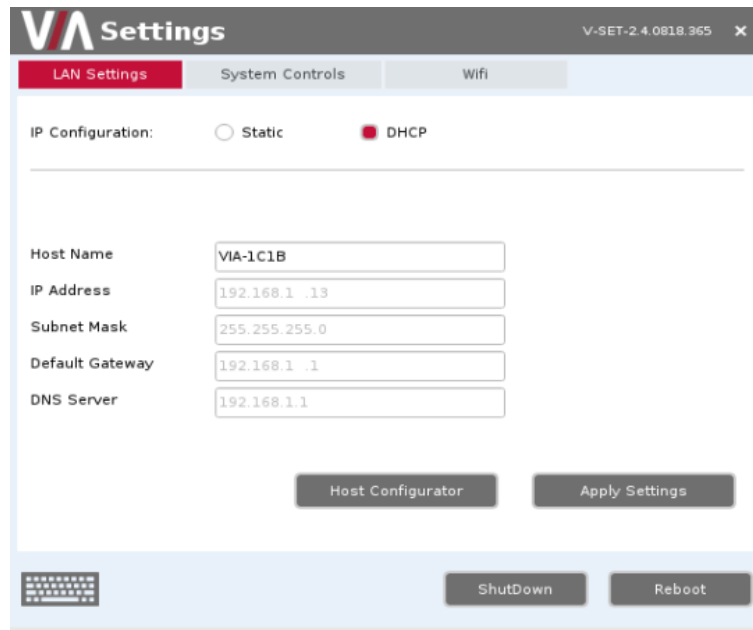 VIA Settings V-SET-2.4.0818.365 ×
LAN Settings System Controls Wifi
IP Configuration: Static DHCP
Host Name VIA-1C1B
IP Address 192.168.1 .13
Subnet Mask 255.255.255.0
Default Gateway 192.168.1 .1
DNS Server 192.168.1.1
Host Configurator Apply Settings
ShutDown Reboot